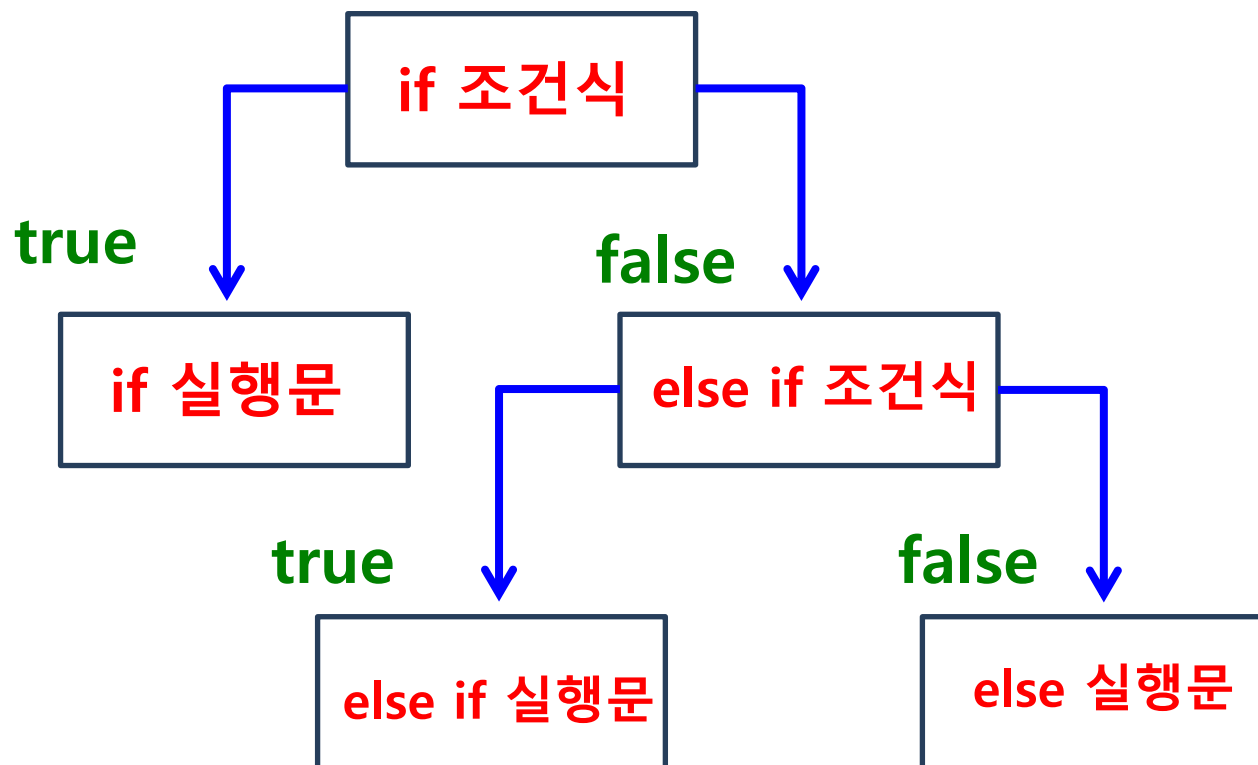 if 조건식
true
false
if 실행문
else if 조건식
true
false
else if 실행문
else 실행문